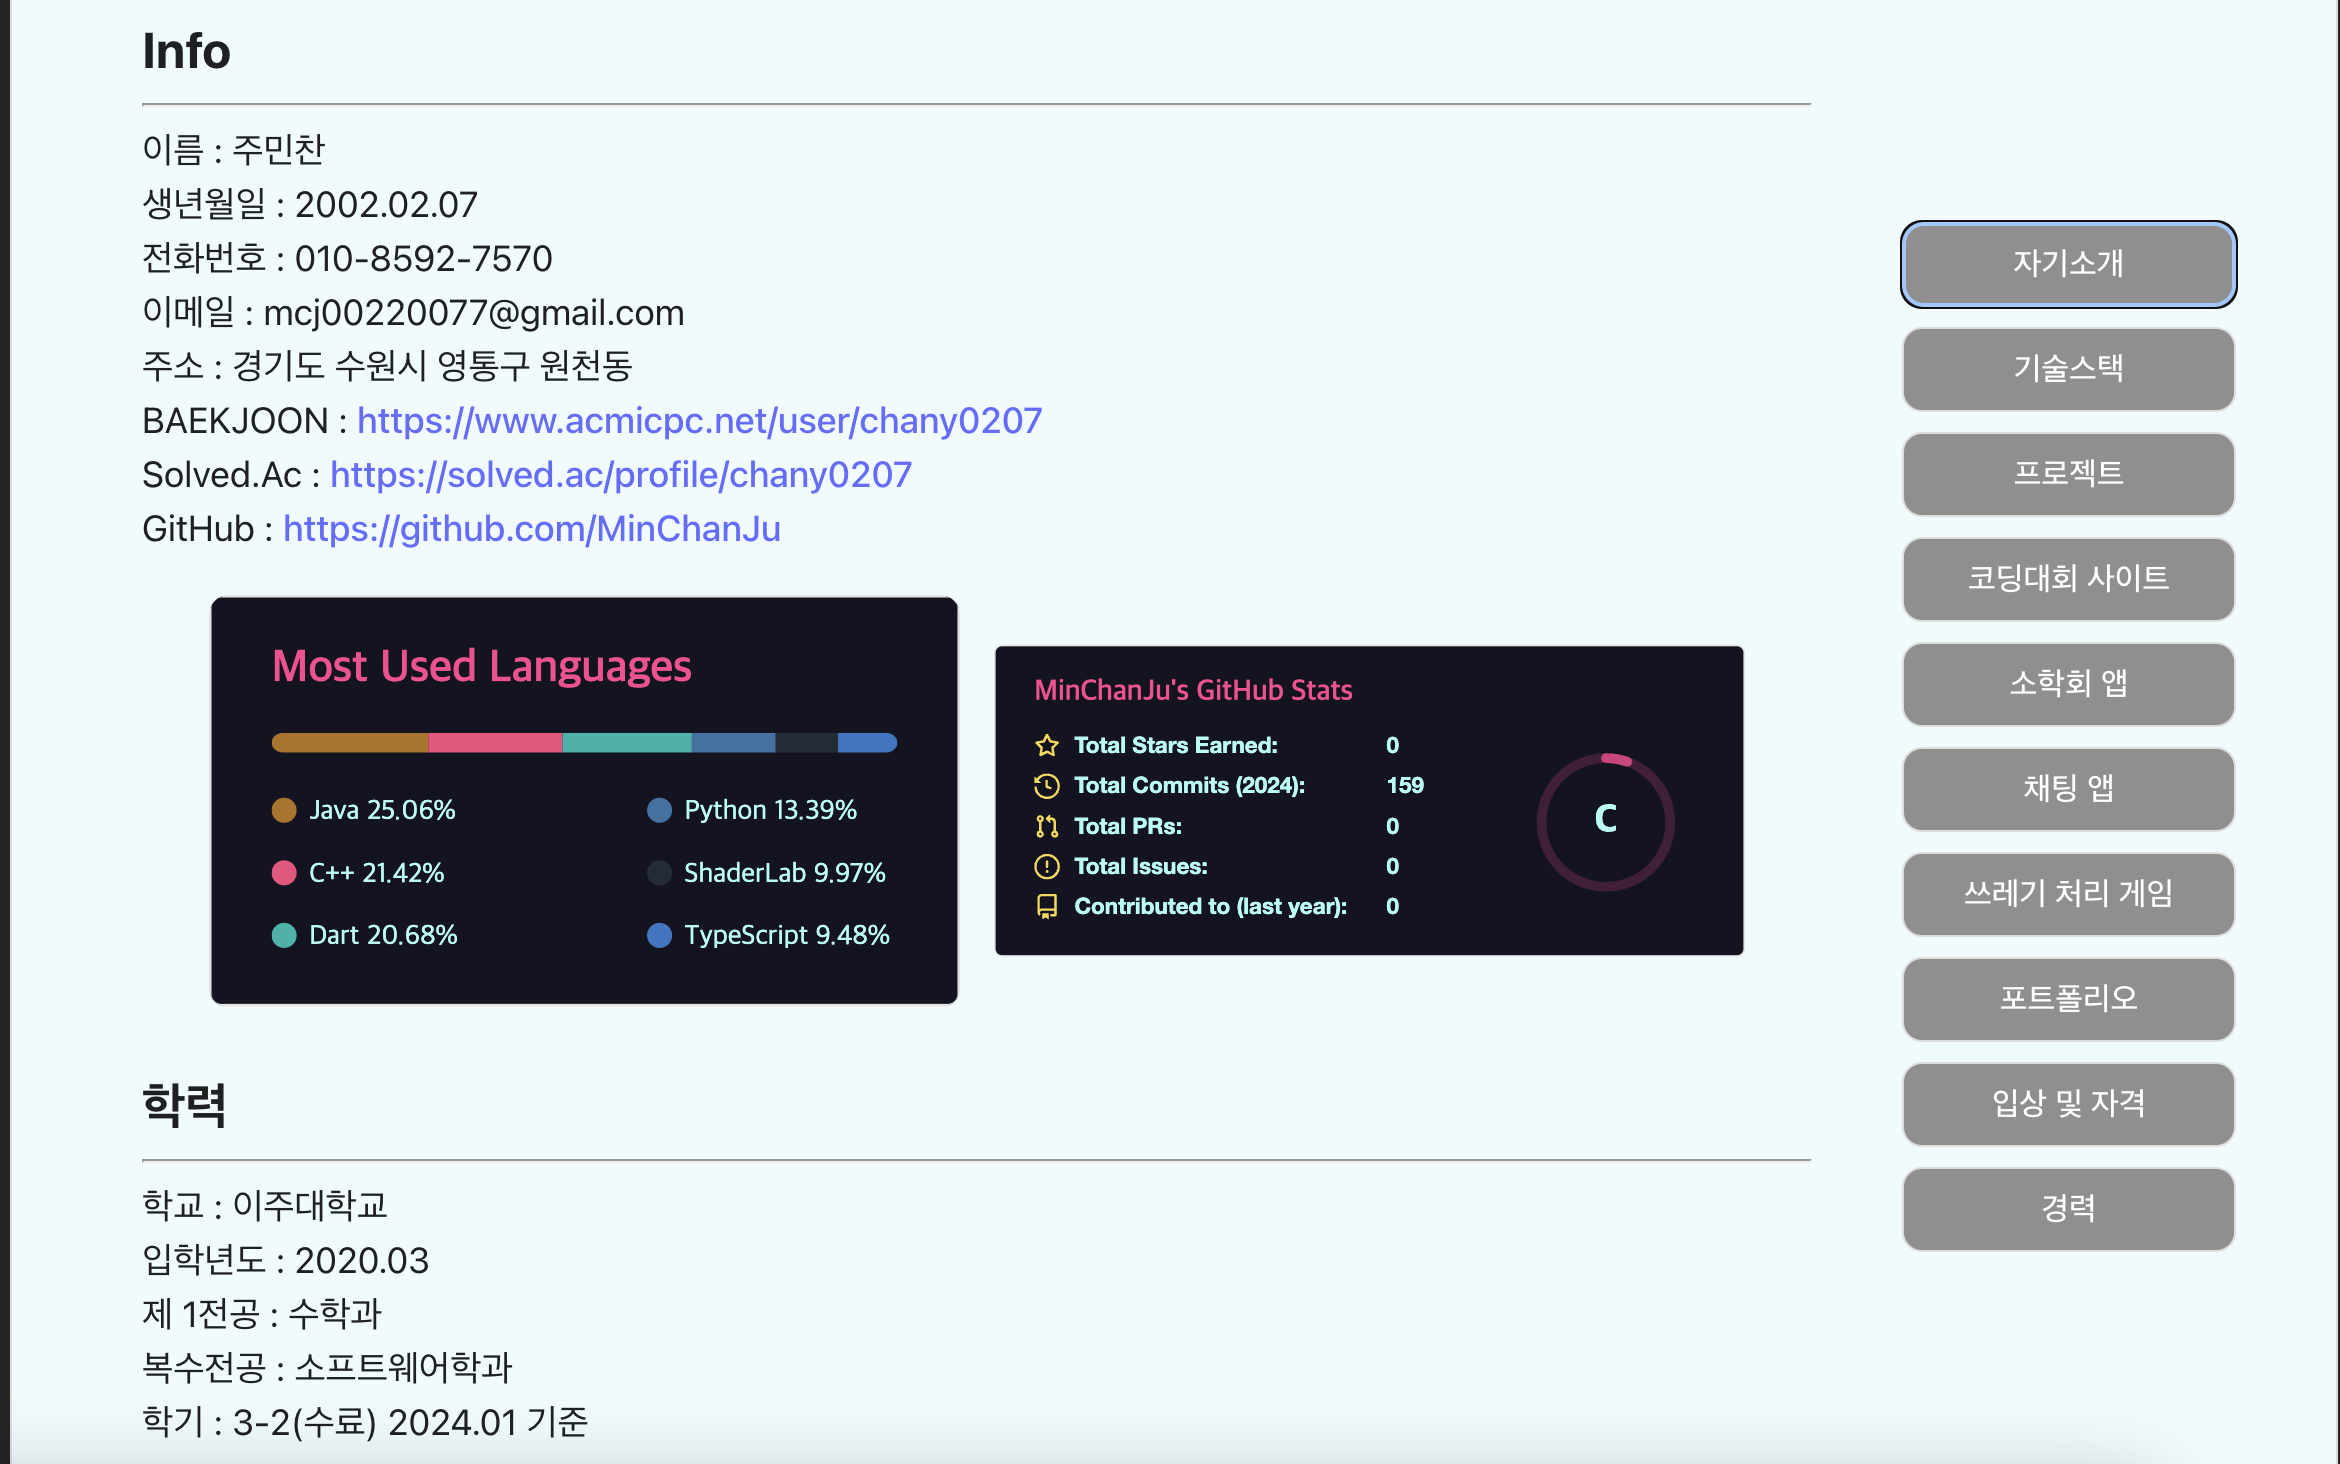 Info
이름 : 주민찬
생년월일 : 2002.02.07
전화번호 : 010-8592-7570
이메일 : mcj00220077@gmail.com
주소 : 경기도 수원시 영통구 원천동
BAEKJOON : https://www.acmicpc.net/user/chany0207
Solved.Ac : https://solved.ac/profile/chany0207
GitHub : https://github.com/MinChanJu
Most Used Languages
Java 25.06%
C++ 21.42%
Dart 20.68%
Python 13.39%
ShaderLab 9.97%
TypeScript 9.48%
MinChanJu's GitHub Stats
Total Stars Earned: 0
Total Commits (2024): 159
Total PRs: 0
Total Issues: 0
Contributed to (last year): 0
C
학력
학교 : 이주대학교
입학년도 : 2020.03
제 1전공 : 수학과
복수전공 : 소프트웨어학과
학기 : 3-2(수료) 2024.01 기준
자기소개
기술스택
프로젝트
코딩대회 사이트
소학회 앱
채팅 앱
쓰레기 처리 게임
포트폴리오
입상 및 자격
경력